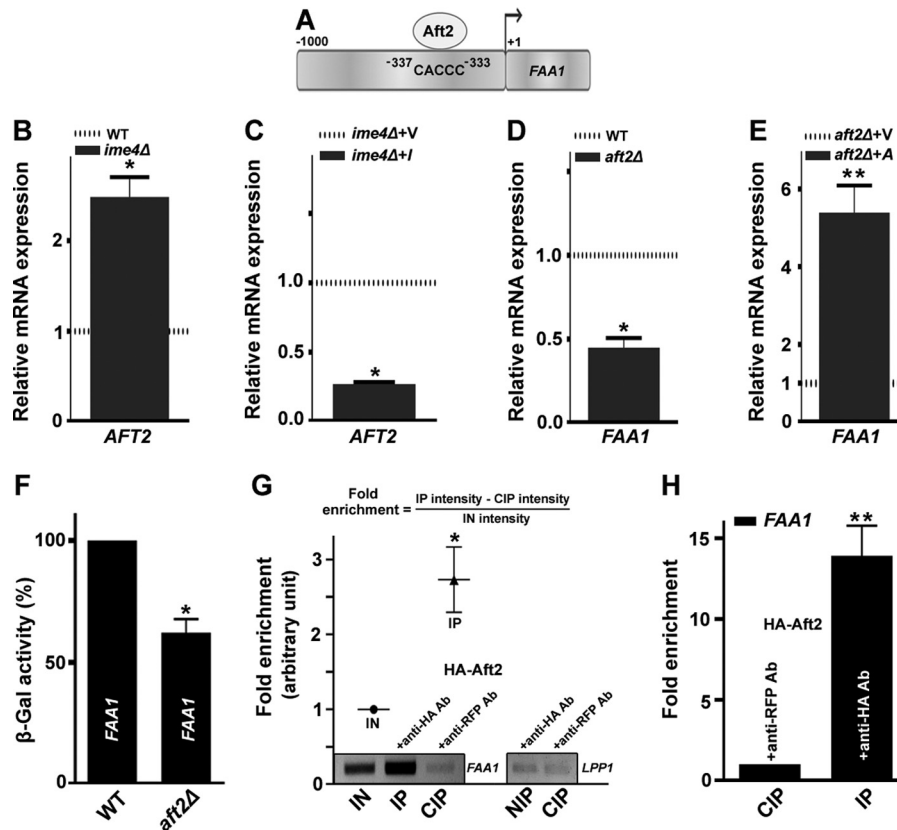 A
Aft2
-1000
+1
-337CACCC-333
FAA1
B
WT
ime4Δ
Relative mRNA expression
2
1
0
*
AFT2
C
ime4Δ+V
ime4Δ+I
Relative mRNA expression
1.0
0.5
0.0
*
AFT2
D
WT
aft2Δ
Relative mRNA expression
1.0
0.5
0.0
*
FAA1
E
aft2Δ+V
aft2Δ+A
Relative mRNA expression
6
4
2
1
0
**
FAA1
F
β-Gal activity (%)
100
50
0
*
FAA1
FAA1
WT
aft2Δ
G
Fold enrichment = IP intensity - CIP intensity
IN intensity
Fold enrichment
(arbitrary unit)
3
2
1
0
*
IP
HA-Aft2
IN
+anti-HA Ab
+anti-RFP Ab
+anti-HA Ab
+anti-RFP Ab
FAA1
LPP1
IN
IP
CIP
NIP
CIP
H
FAA1
Fold enrichment
15
10
5
0
**
HA-Aft2
+anti-RFP Ab
+anti-HA Ab
CIP
IP